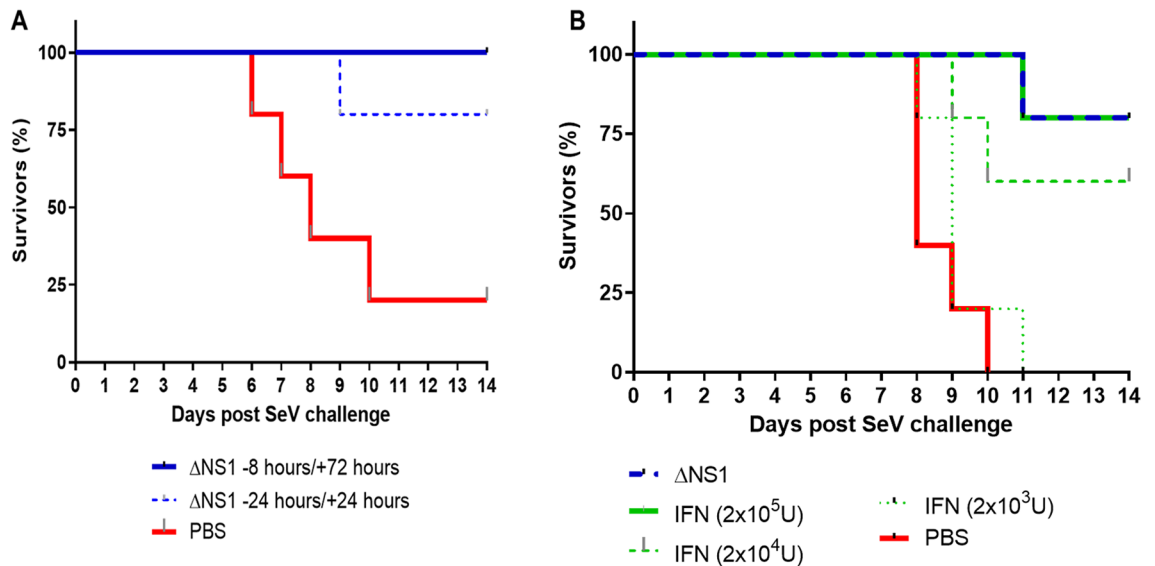 A
Survivors (%)
100
75
50
25
0
0 1 2 3 4 5 6 7 8 9 10 11 12 13 14
Days post SeV challenge
ΔNS1 -8 hours/+72 hours
ΔNS1 -24 hours/+24 hours
PBS
B
Survivors (%)
100
75
50
25
0
0 1 2 3 4 5 6 7 8 9 10 11 12 13 14
Days post SeV challenge
ΔNS1
IFN (2x10⁵U)
IFN (2x10⁴U)
IFN (2x10³U)
PBS